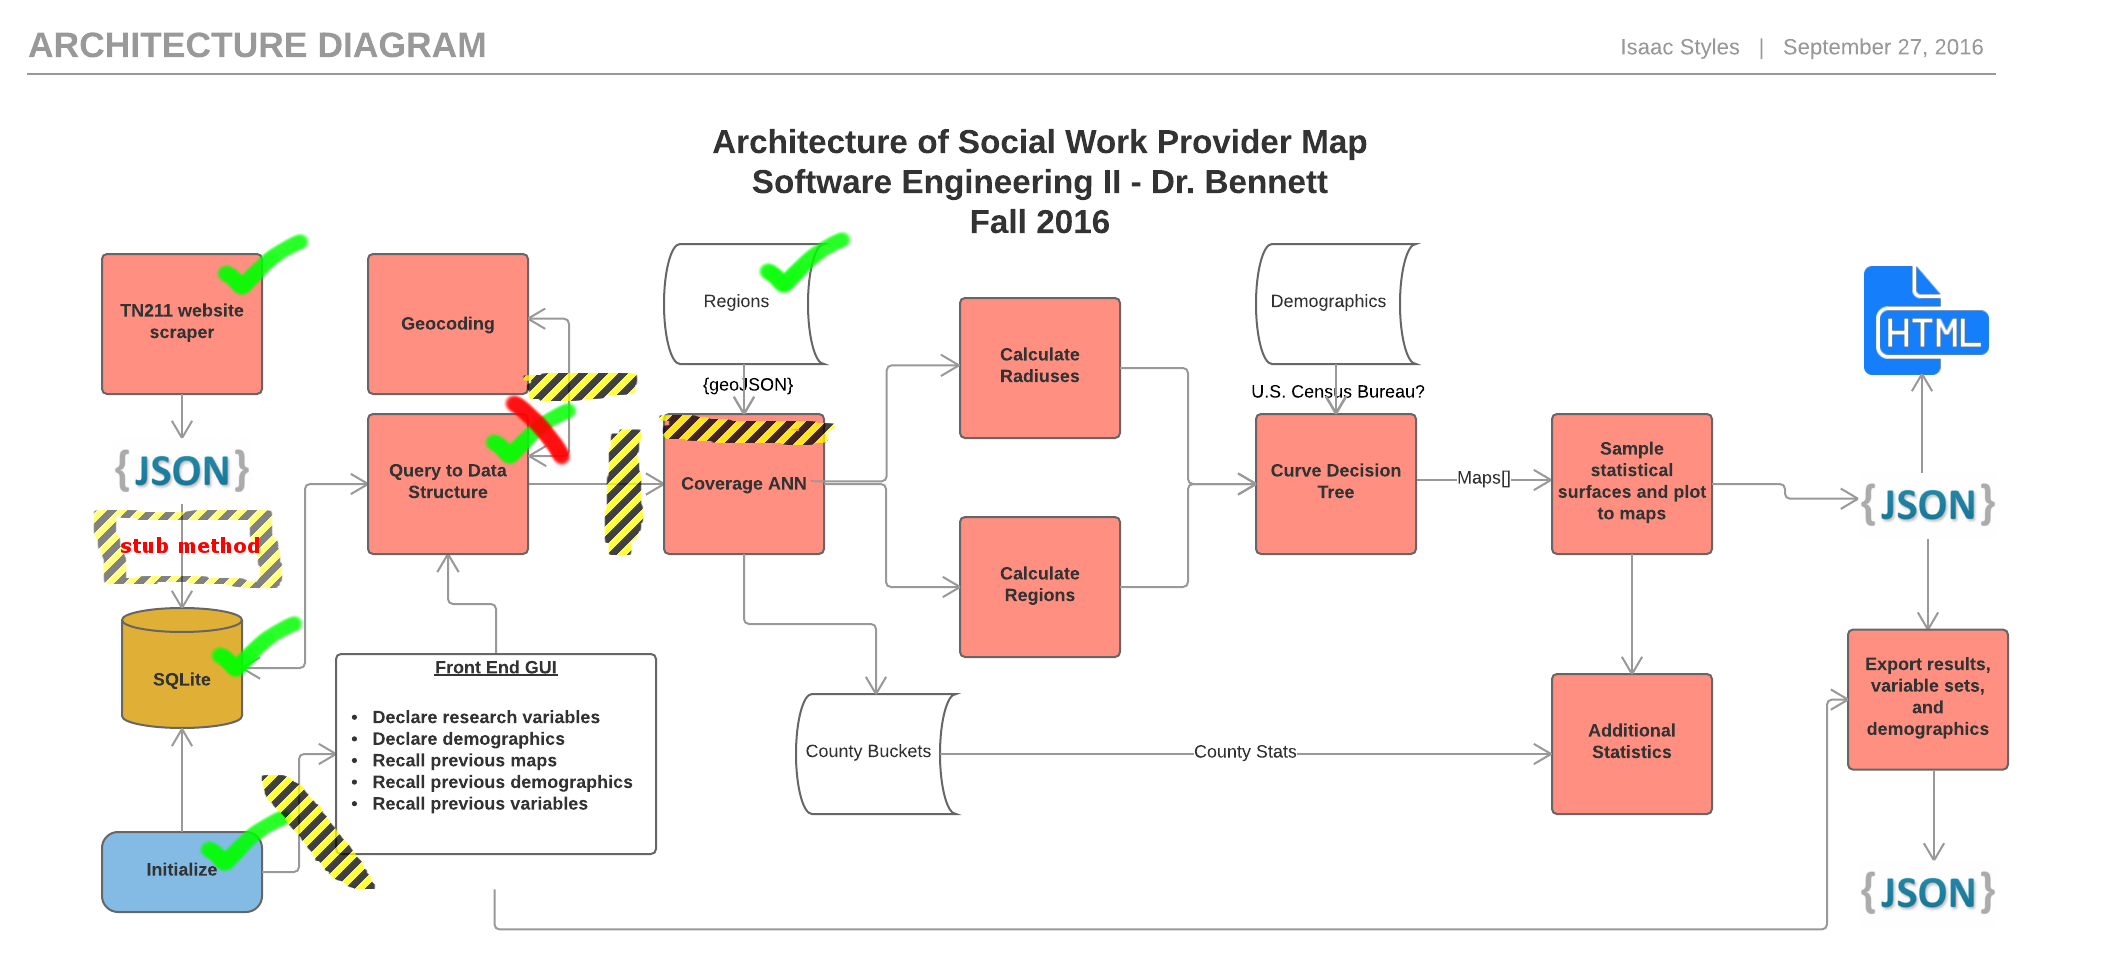 ARCHITECTURE DIAGRAM
Isaac Styles | September 27, 2016
Architecture of Social Work Provider Map
Software Engineering II - Dr. Bennett
Fall 2016
TN211 website
scraper
{JSON}
stub method
SQLite
Initialize
Geocoding
Query to Data
Structure
Front End GUI
• Declare research variables
• Declare demographics
• Recall previous maps
• Recall previous demographics
• Recall previous variables
Regions
{geoJSON}
Coverage ANN
County Buckets
County Stats
Calculate
Radiuses
Calculate
Regions
Demographics
U.S. Census Bureau?
Curve Decision
Tree
Maps[]
Sample
statistical
surfaces and plot
to maps
Additional
Statistics
HTML
{JSON}
Export results,
variable sets,
and
demographics
{JSON}